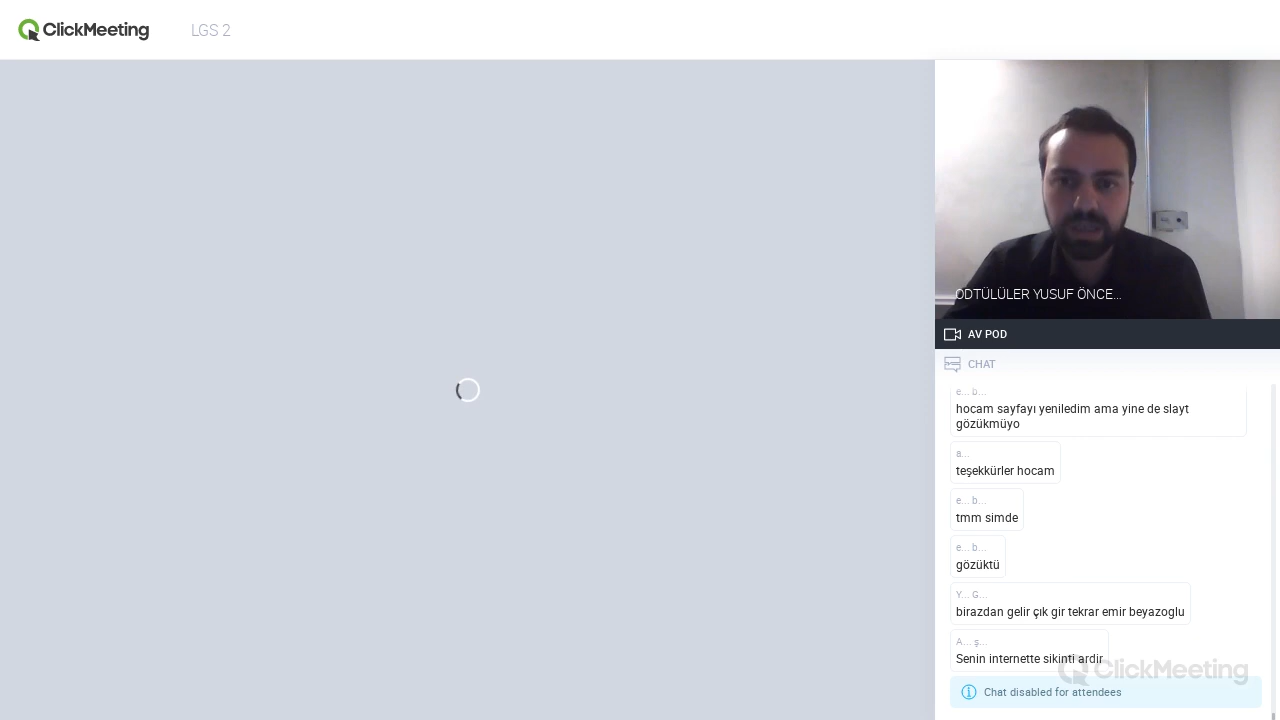 ClickMeeting
LGS 2
ODTÜLÜLER YUSUF ÖNCE...
AV POD
CHAT
e... b...
hocam sayfayı yeniledim ama yine de slayt
gözükmüyo
a...
teşekkürler hocam
e... b...
tmm simde
e... b...
gözüktü
Y... G...
birazdan gelir çık gir tekrar emir beyazoglu
A... ş...
Senin internette sikinti ardir
ClickMeeting
Chat disabled for attendees